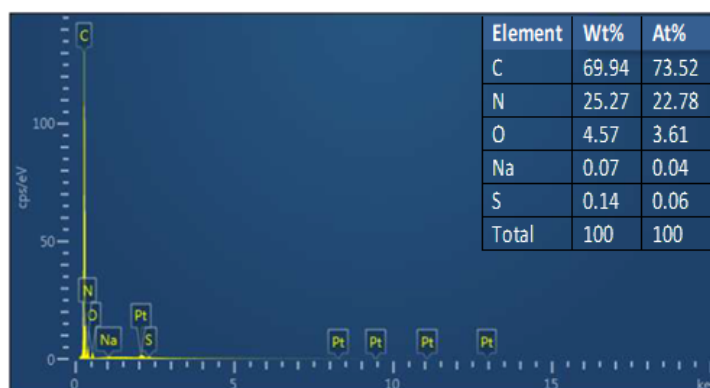 C
100
50
0
cps/eV
N
O
Na
Pt
S
Pt
Pt
Pt
Pt
0
5
10
15
ke
Element Wt% At%
C 69.94 73.52
N 25.27 22.78
O 4.57 3.61
Na 0.07 0.04
S 0.14 0.06
Total 100 100